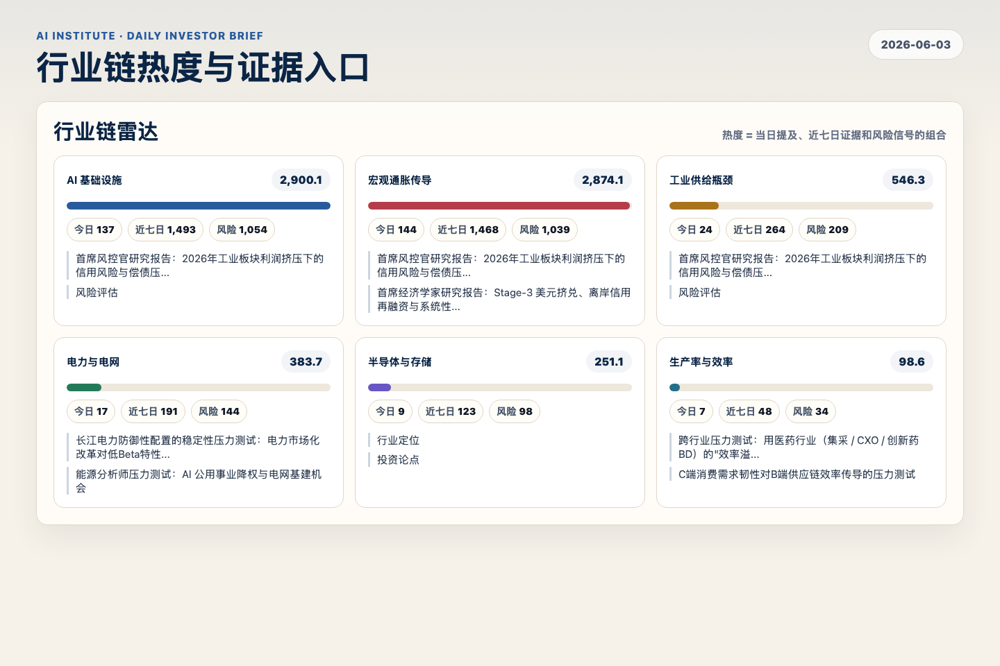 AI INSTITUTE · DAILY INVESTOR BRIEF
2026-06-03
行业链热度与证据入口
行业链雷达
热度 = 当日提及、近七日证据和风险信号的组合
AI 基础设施
2,900.1
今日 137 近七日 1,493 风险 1,054
首席风控官研究报告：2026年工业板块利润挤压下的
信用风险与偿债压...
风险评估
宏观通胀传导
2,874.1
今日 144 近七日 1,468 风险 1,039
首席风控官研究报告：2026年工业板块利润挤压下的
信用风险与偿债压...
首席经济学家研究报告：Stage-3 美元挤兑、离岸信用
再融资与系统性...
工业供给瓶颈
546.3
今日 24 近七日 264 风险 209
首席风控官研究报告：2026年工业板块利润挤压下的
信用风险与偿债压...
风险评估
电力与电网
383.7
今日 17 近七日 191 风险 144
长江电力防御性配置的稳定性压力测试：电力市场化
改革对低Beta特性...
能源分析师压力测试：AI 公用事业降权与电网基建机
会
半导体与存储
251.1
今日 9 近七日 123 风险 98
行业定位
投资论点
生产率与效率
98.6
今日 7 近七日 48 风险 34
跨行业压力测试：用医药行业（集采 / CXO / 创新药
BD）的"效率溢...
C端消费需求韧性对B端供应链效率传导的压力测试